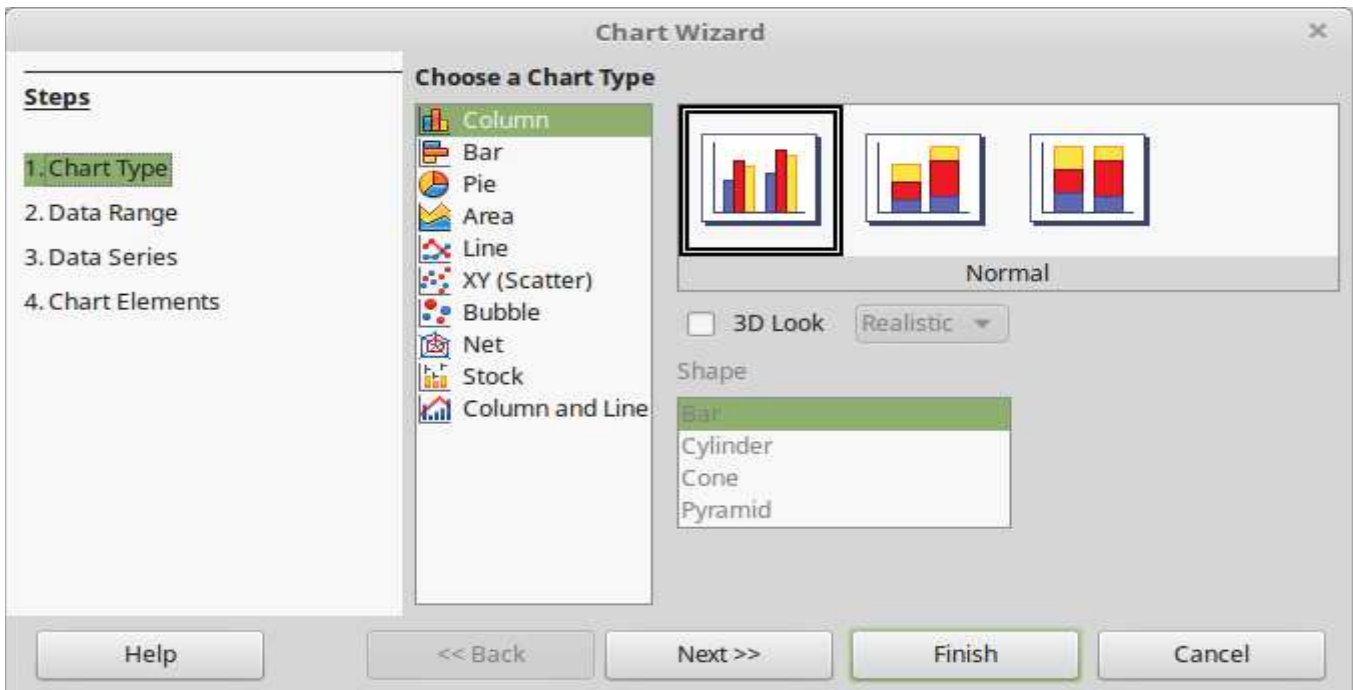 Chart Wizard
Steps
1. Chart Type
2. Data Range
3. Data Series
4. Chart Elements
Choose a Chart Type
Column
Bar
Pie
Area
Line
XY (Scatter)
Bubble
Net
Stock
Column and Line
Normal
3D Look
Realistic
Shape
Bar
Cylinder
Cone
Pyramid
Help
<< Back
Next >>
Finish
Cancel